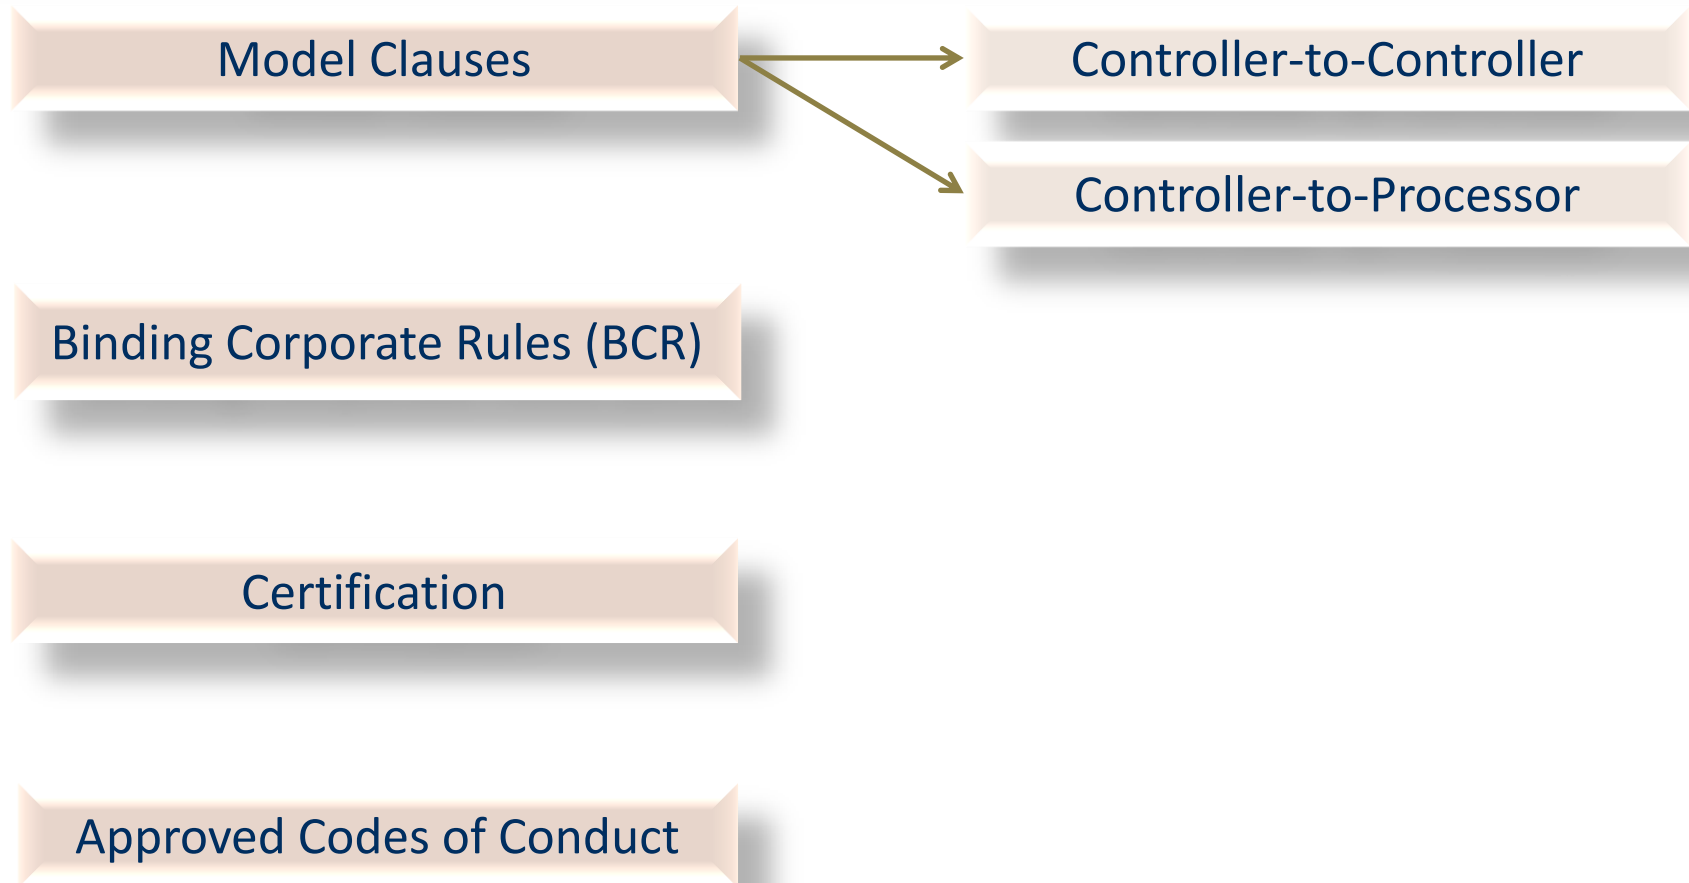 Model Clauses
Controller-to-Controller
Controller-to-Processor
Binding Corporate Rules (BCR)
Certification
Approved Codes of Conduct